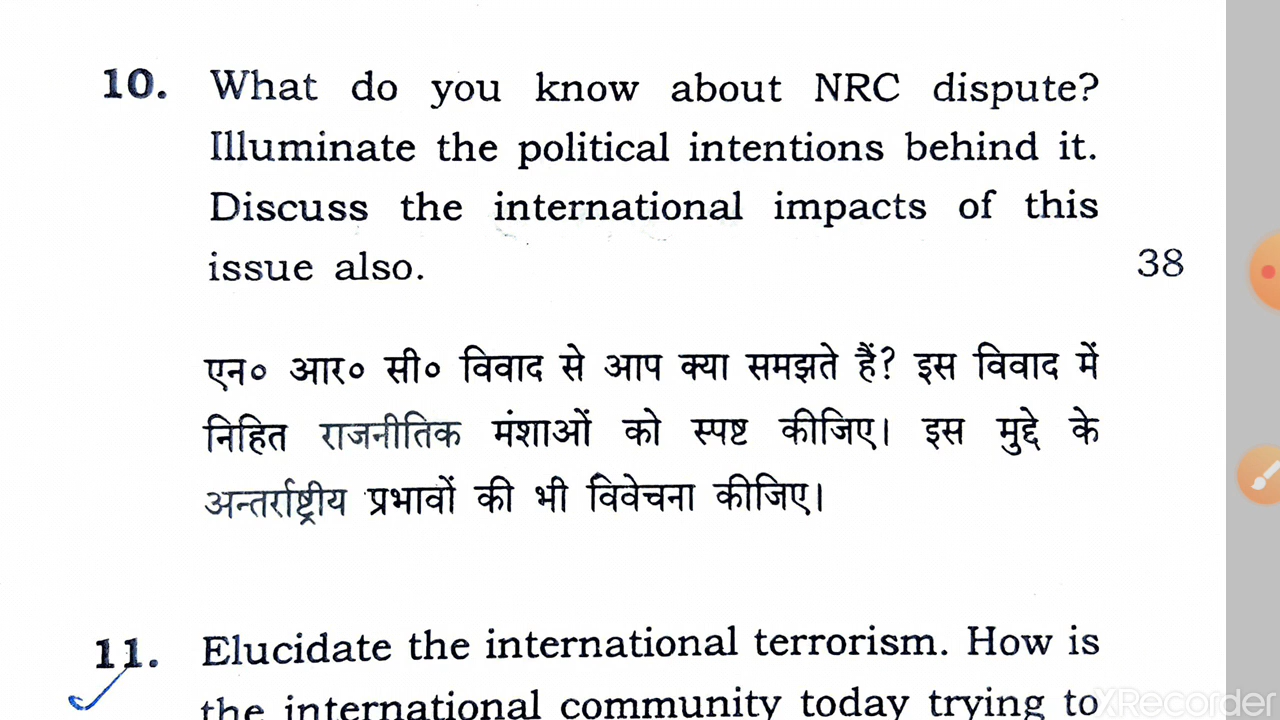 10. What do you know about NRC dispute?
Illuminate the political intentions behind it.
Discuss the international impacts of this
issue also. 38
एन० आर० सी० विवाद से आप क्या समझते हैं? इस विवाद में
निहित राजनीतिक मंशाओं को स्पष्ट कीजिए। इस मुद्दे के
अन्तर्राष्ट्रीय प्रभावों की भी विवेचना कीजिए।
11. Elucidate the international terrorism. How is
the international community today trying to
XRecorder